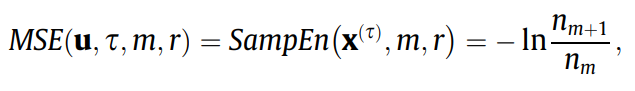 MSE(u, τ, m, r) = SampEn(x^(τ), m, r) = − ln n_{m+1}/n_m ,